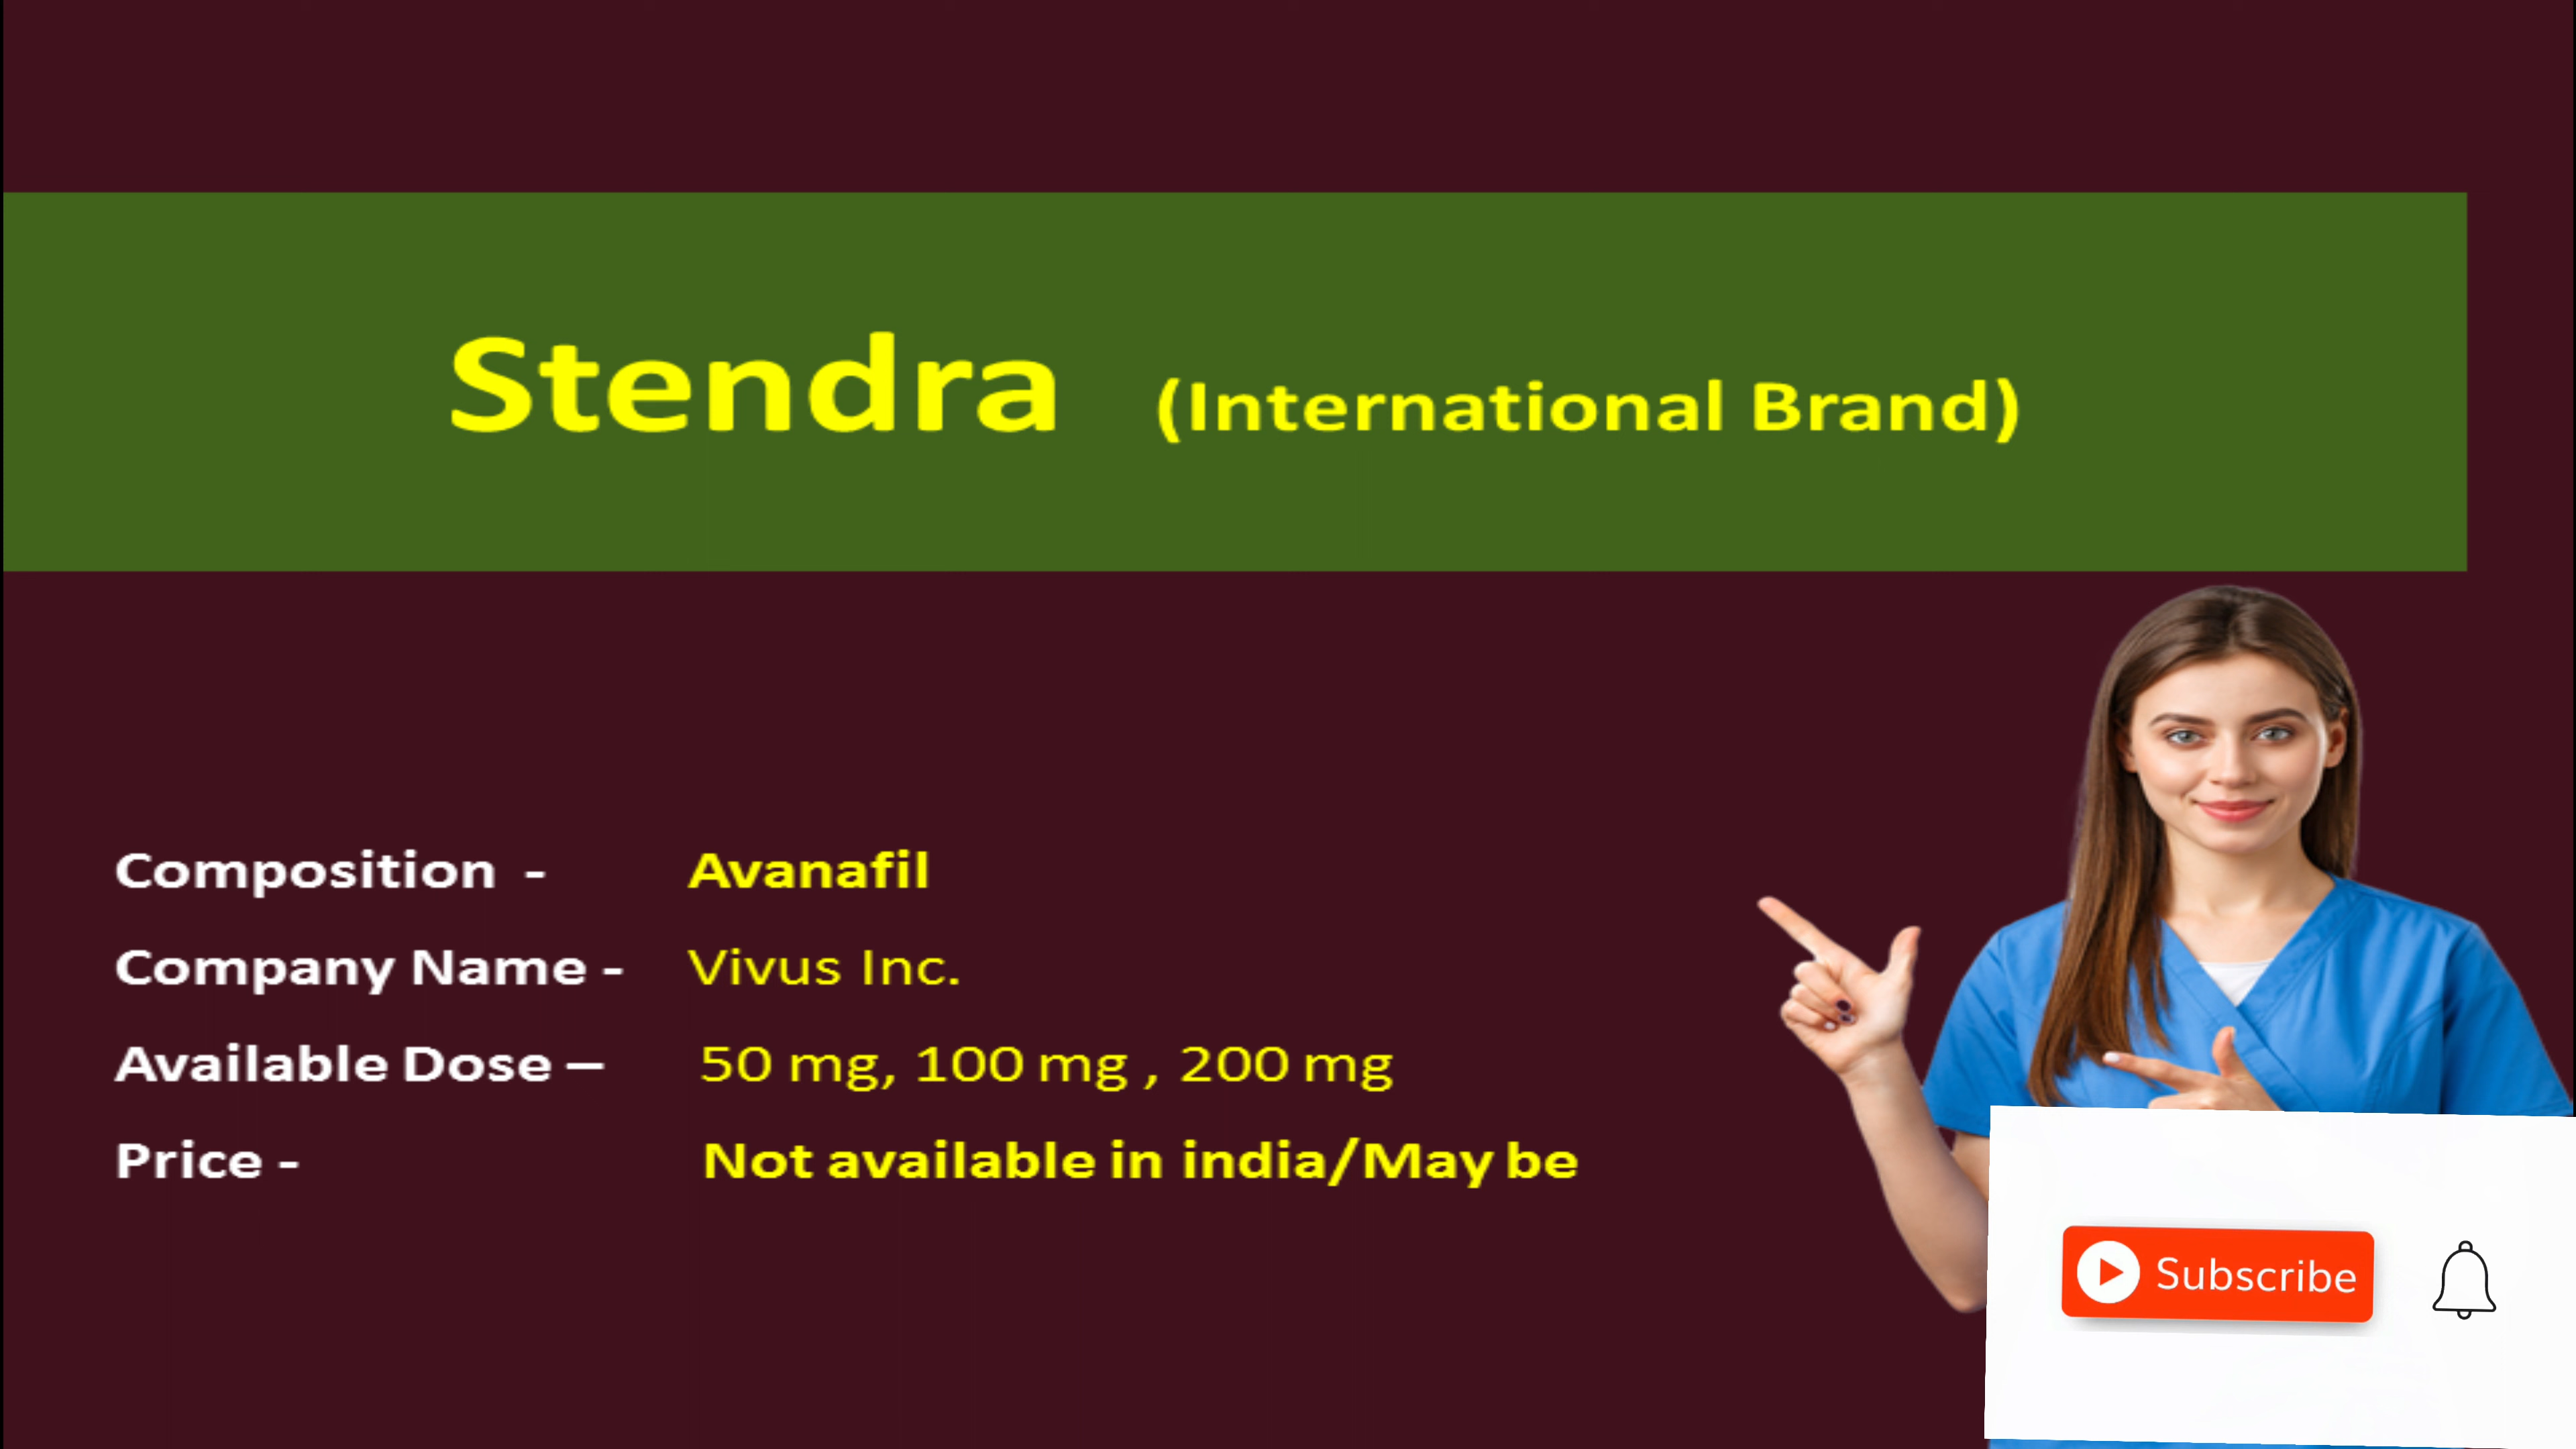 Stendra (International Brand)
Composition - Avanafil
Company Name - Vivus Inc.
Available Dose – 50 mg, 100 mg , 200 mg
Price - Not available in india/May be
Subscribe